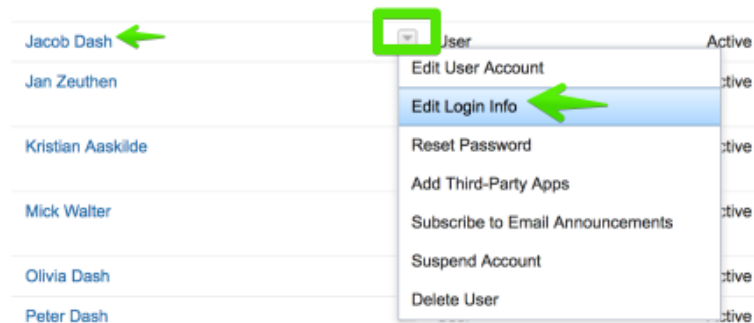 Jacob Dash User Active
Edit User Account
Jan Zeuthen
Edit Login Info
Kristian Aaskilde Reset Password
Add Third-Party Apps
Mick Walter
Subscribe to Email Announcements
Suspend Account
Olivia Dash
Delete User
Peter Dash